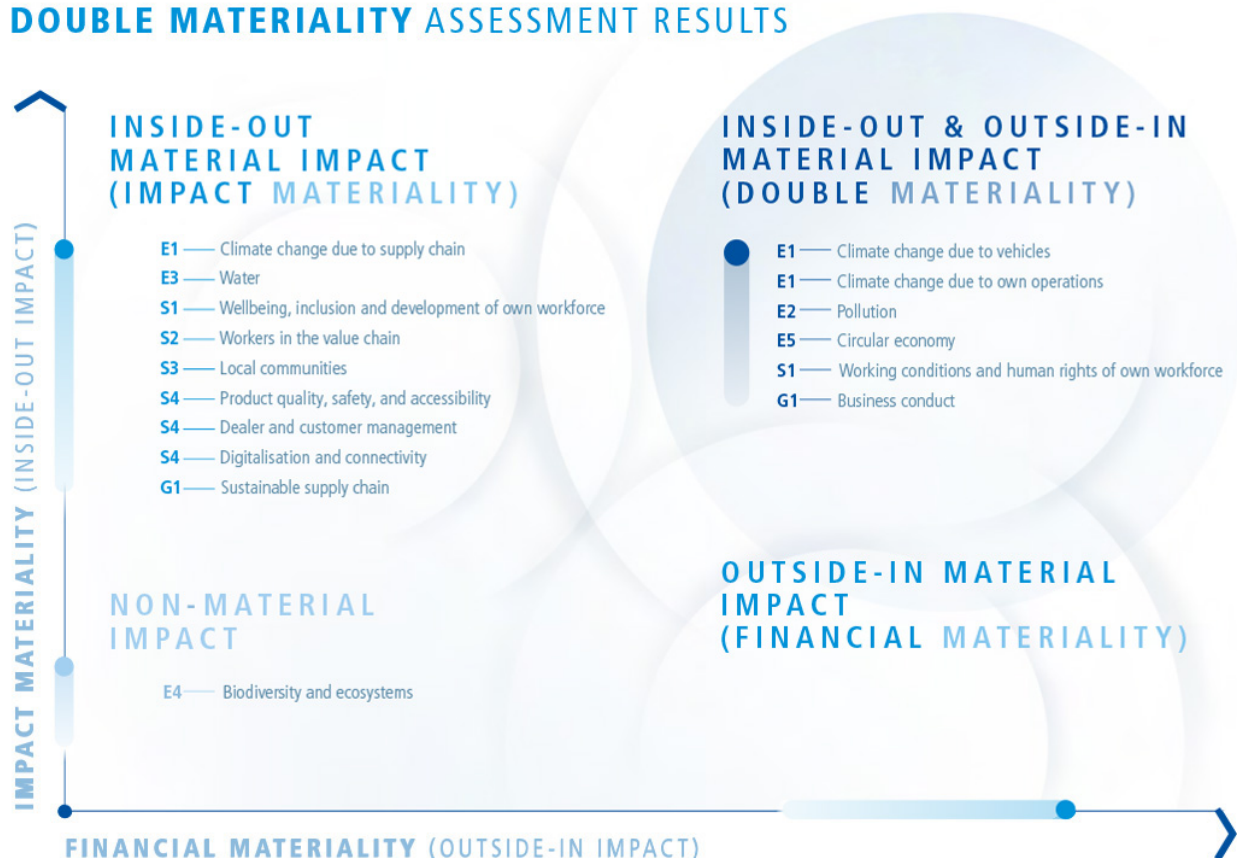 DOUBLE MATERIALITY ASSESSMENT RESULTS
IMPACT MATERIALITY (INSIDE-OUT IMPACT)
INSIDE-OUT
MATERIAL IMPACT
(IMPACT MATERIALITY)
E1 Climate change due to supply chain
E3 Water
S1 Wellbeing, inclusion and development of own workforce
S2 Workers in the value chain
S3 Local communities
S4 Product quality, safety, and accessibility
S4 Dealer and customer management
S4 Digitalisation and connectivity
G1 Sustainable supply chain
INSIDE-OUT & OUTSIDE-IN
MATERIAL IMPACT
(DOUBLE MATERIALITY)
E1 Climate change due to vehicles
E1 Climate change due to own operations
E2 Pollution
E5 Circular economy
S1 Working conditions and human rights of own workforce
G1 Business conduct
NON-MATERIAL
IMPACT
E4 Biodiversity and ecosystems
OUTSIDE-IN MATERIAL
IMPACT
(FINANCIAL MATERIALITY)
FINANCIAL MATERIALITY (OUTSIDE-IN IMPACT)